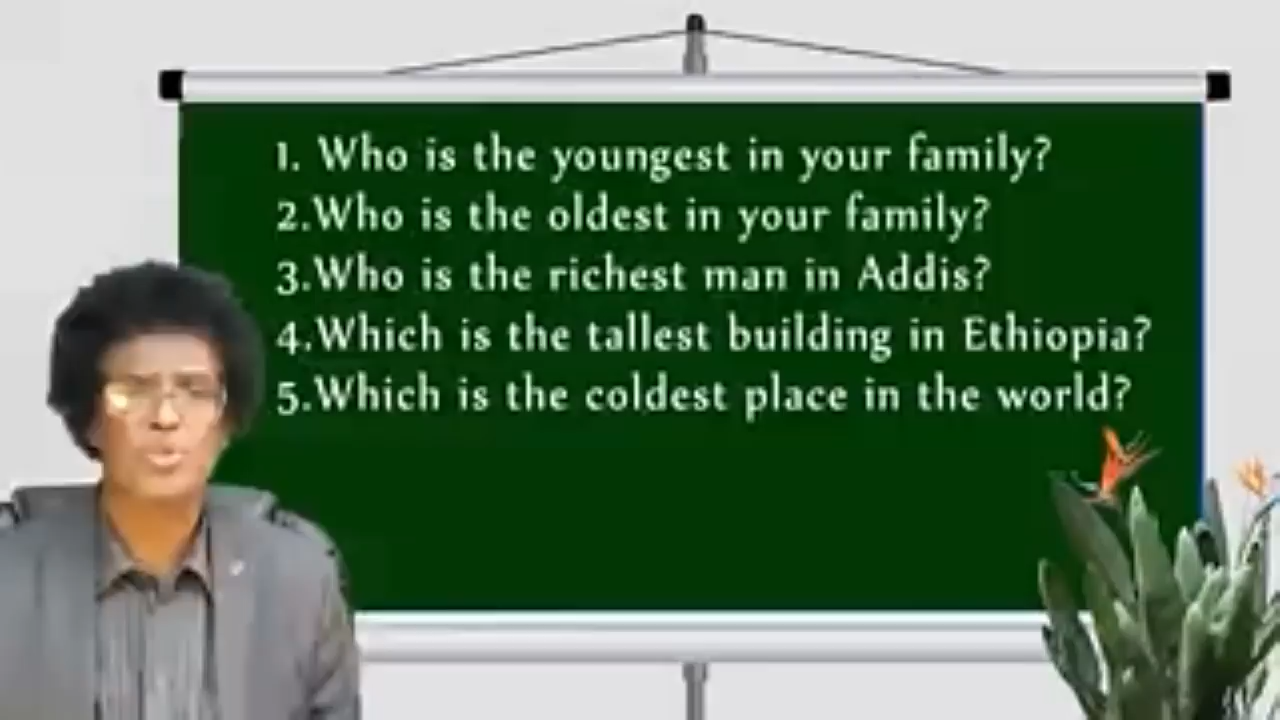 1. Who is the youngest in your family?
2.Who is the oldest in your family?
3.Who is the richest man in Addis?
4.Which is the tallest building in Ethiopia?
5.Which is the coldest place in the world?